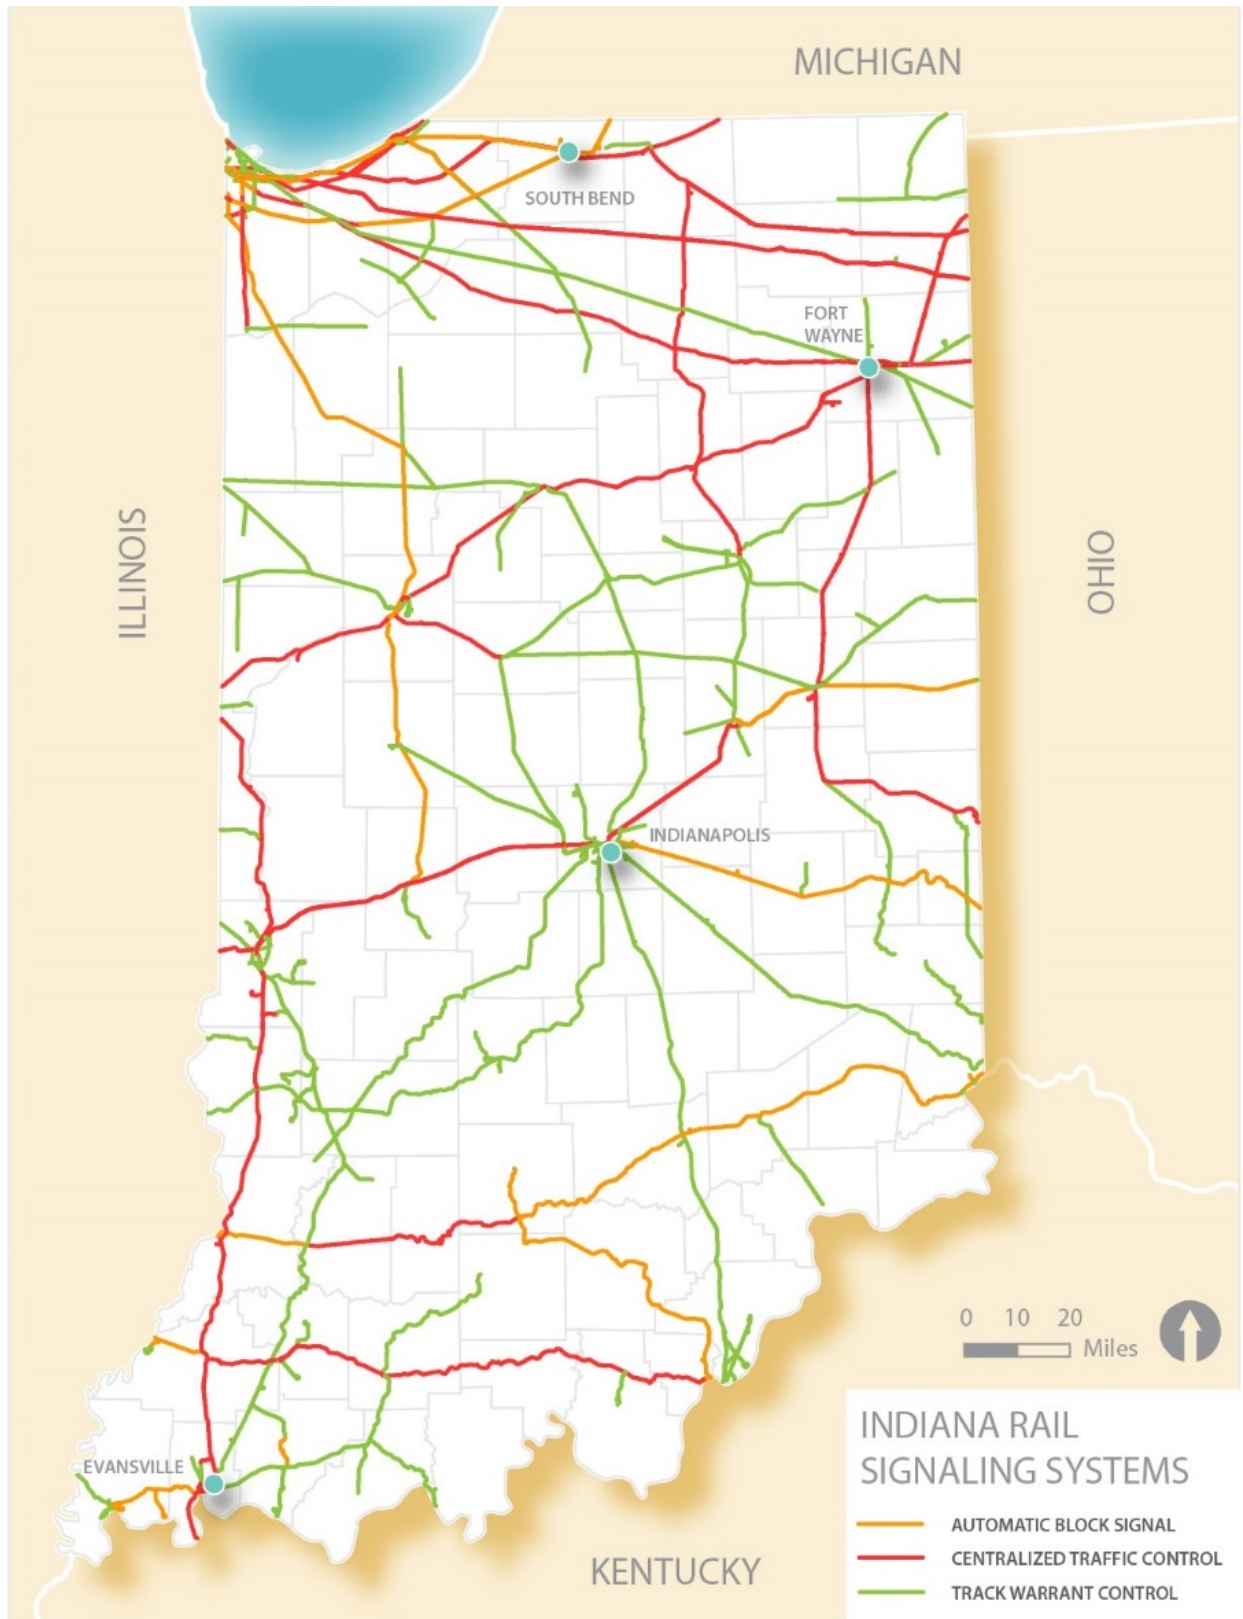 MICHIGAN
SOUTH BEND
FORT
WAYNE
ILLINOIS
OHIO
INDIANAPOLIS
0 10 20
Miles
EVANSVILLE
KENTUCKY
INDIANA RAIL
SIGNALING SYSTEMS
AUTOMATIC BLOCK SIGNAL
CENTRALIZED TRAFFIC CONTROL
TRACK WARRANT CONTROL